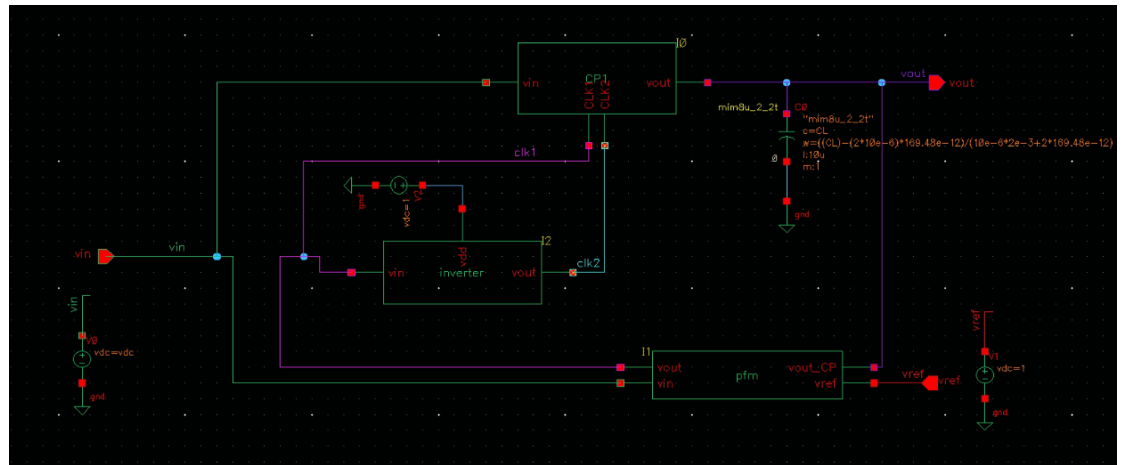 I0
CP1
vin
vout
CLK1
CLK2
vout
vout
mim8u_2_2t
C0
"mim8u_2_2t"
c=CL
w=((CL)-(2*10e-6)*169.48e-12)/(10e-6*2e-3+2*169.48e-12)
l:10u
m:1
gnd
clk1
gnd
V2
vdc=1
vdd
I2
vin
inverter
vout
clk2
vin
vin
vin
V0
vdc=vdc
gnd
I1
vout
vin
pfm
vout_CP
vref
vref
vref
vref
V1
vdc=1
gnd